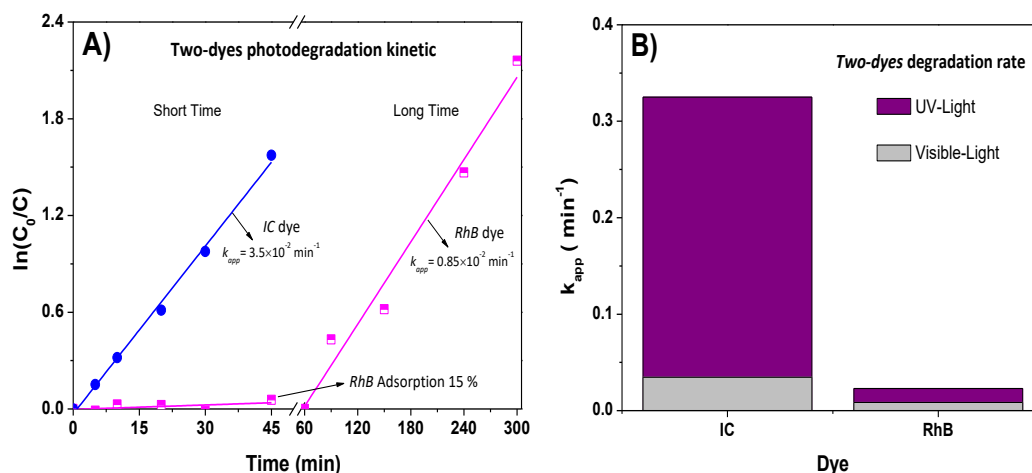 A)
Two-dyes photodegradation kinetic
Short Time
Long Time
IC dye
k_app = 3.5×10⁻² min⁻¹
RhB dye
k_app = 0.85×10⁻² min⁻¹
RhB Adsorption 15 %
ln(C₀/C)
2.4
1.8
1.2
0.6
0.0
0 15 30 45 60 120 180 240 300
Time (min)
B)
Two-dyes degradation rate
UV-Light
Visible-Light
k_app ( min⁻¹)
0.4
0.3
0.2
0.1
0.0
IC RhB
Dye